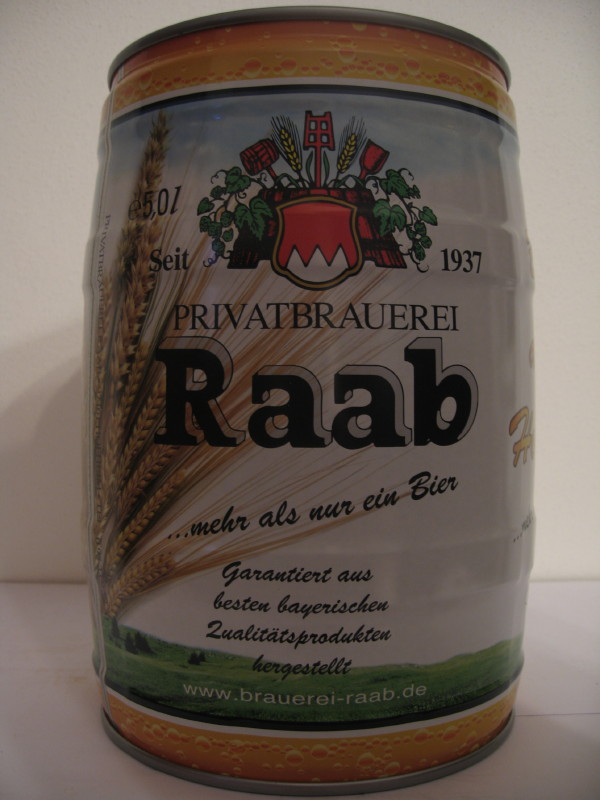 ℮5,0l
Seit 1937
PRIVATBRAUEREI
Raab
...mehr als nur ein Bier
Garantiert aus
besten bayerischen
Qualitätsprodukten
hergestellt
www.brauerei-raab.de